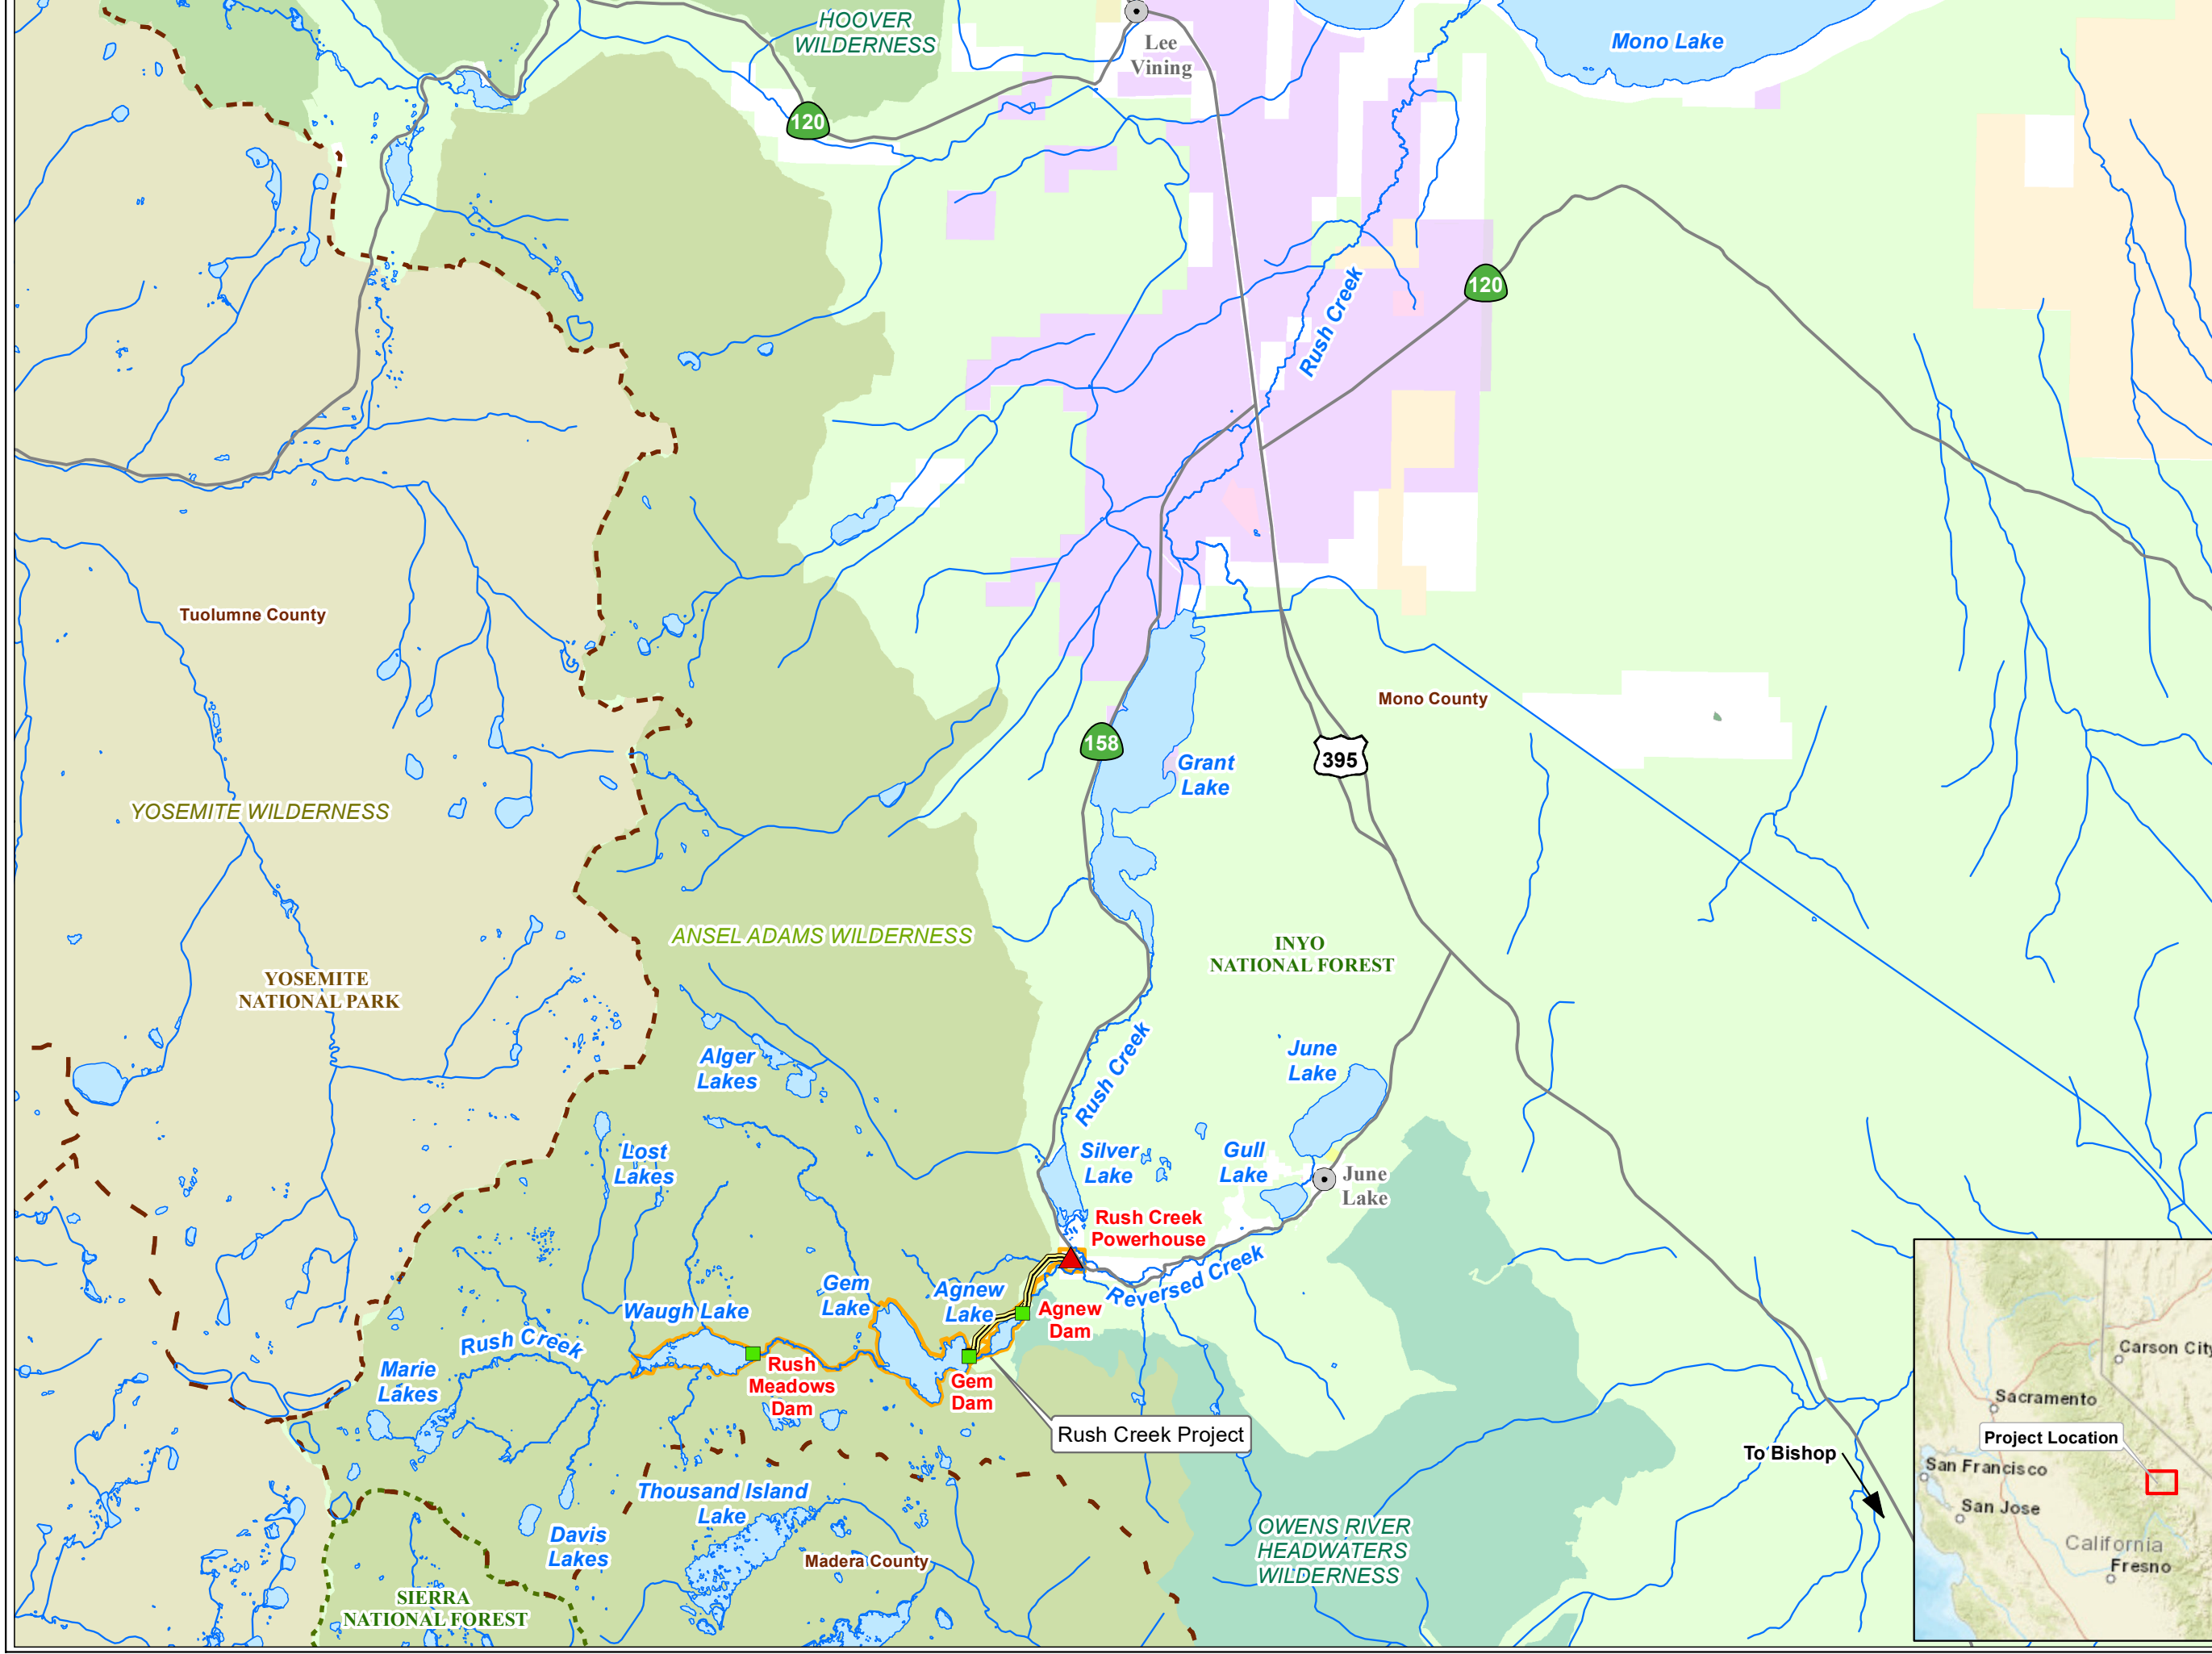 HOOVER
WILDERNESS
Lee
Vining
Mono Lake
120
120
Rush Creek
Tuolumne County
Mono County
158
395
Grant
Lake
YOSEMITE WILDERNESS
ANSEL ADAMS WILDERNESS
INYO
NATIONAL FOREST
YOSEMITE
NATIONAL PARK
Alger
Lakes
Rush Creek
June
Lake
Lost
Lakes
Silver
Lake
Gull
Lake
June
Lake
Rush Creek
Powerhouse
Reversed Creek
Gem
Lake
Agnew
Lake
Agnew
Dam
Waugh Lake
Rush Creek
Marie
Lakes
Rush
Meadows
Dam
Gem
Dam
Rush Creek Project
Thousand Island
Lake
Davis
Lakes
Madera County
SIERRA
NATIONAL FOREST
OWENS RIVER
HEADWATERS
WILDERNESS
To Bishop
Carson City
Sacramento
Project Location
San Francisco
San Jose
California
Fresno